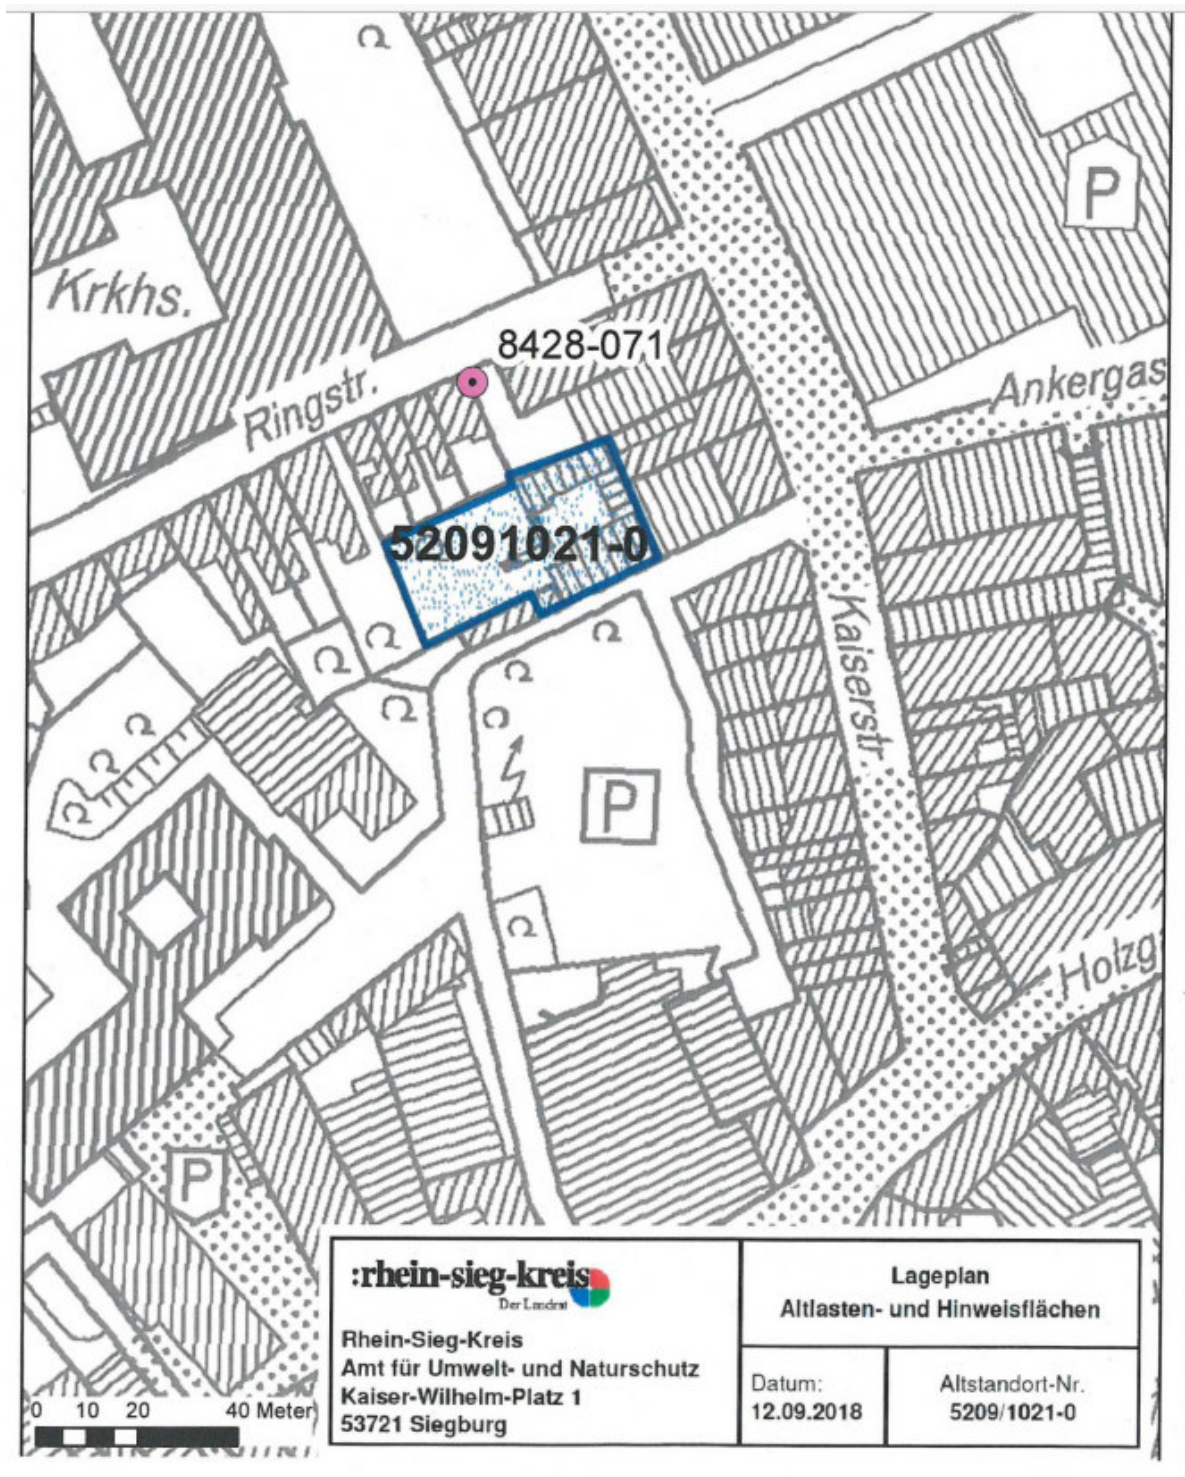 Krkhs.
8428-071
P
Ringstr.
Ankergas
52091021-0
Kaiserstr.
P
Holzg
P
:rhein-sieg-kreis
Der Landrat
Rhein-Sieg-Kreis
Amt für Umwelt- und Naturschutz
Kaiser-Wilhelm-Platz 1
53721 Siegburg
Lageplan
Altlasten- und Hinweisflächen
Datum:
12.09.2018
Altstandort-Nr.
5209/1021-0
0 10 20 40 Meter